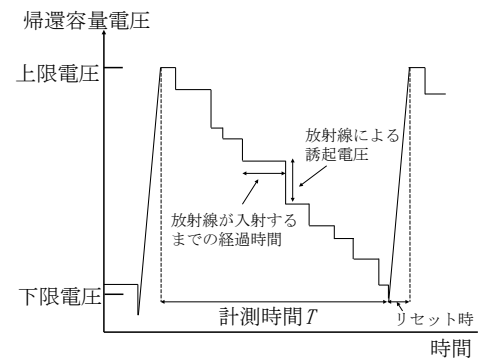 帰還容量電圧
上限電圧
放射線による
誘起電圧
放射線が入射する
までの経過時間
下限電圧
計測時間T
リセット時
時間